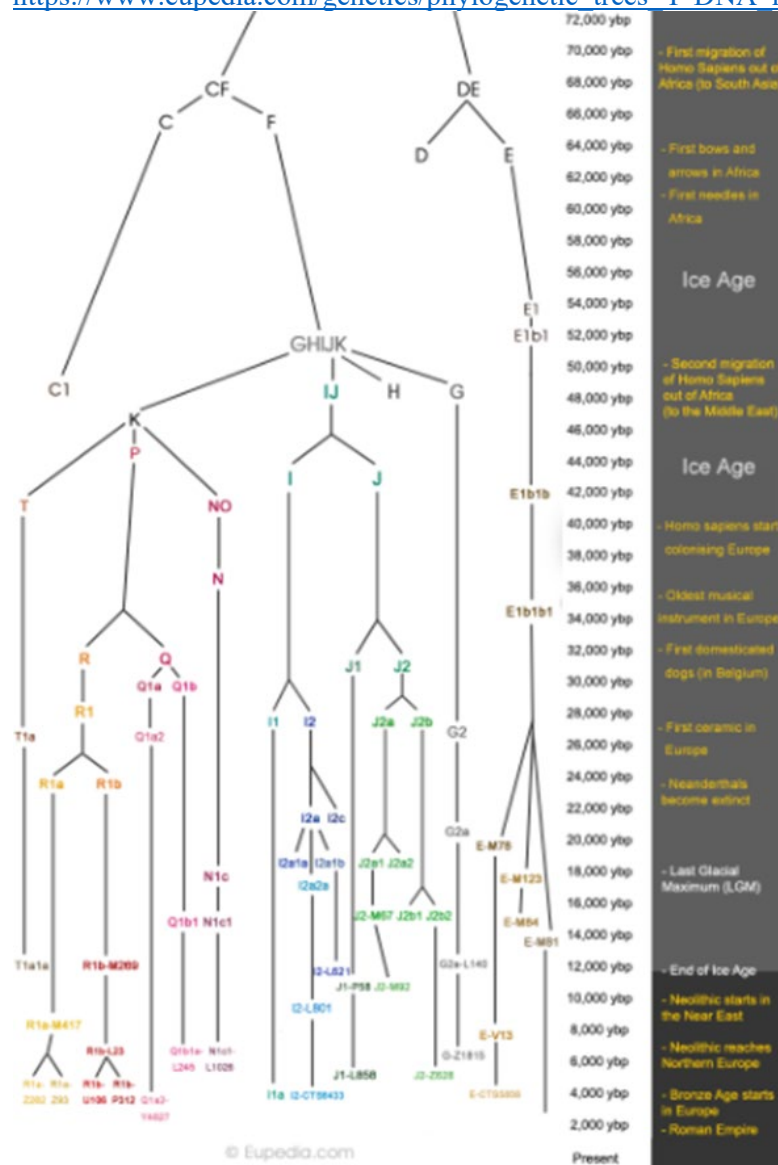 https://www.eupedia.com/genetics/phylogenetic_trees_Y-DNA_
72,000 ybp
70,000 ybp
- First migration of
Homo Sapiens out of
Africa (to South Asia)
CF
DE
68,000 ybp
66,000 ybp
C
F
D
E
64,000 ybp
- First bows and
arrows in Africa
62,000 ybp
- First needles in
Africa
60,000 ybp
58,000 ybp
56,000 ybp
Ice Age
54,000 ybp
E1
E1b1
52,000 ybp
GHIJK
50,000 ybp
- Second migration
of Homo Sapiens
out of Africa
(to the Middle East)
C1
IJ
H
G
48,000 ybp
K
46,000 ybp
P
44,000 ybp
Ice Age
I
J
E1b1b
42,000 ybp
T
NO
40,000 ybp
- Homo sapiens start
colonising Europe
38,000 ybp
N
36,000 ybp
- Oldest musical
instrument in Europe
E1b1b1
34,000 ybp
32,000 ybp
- First domesticated
dogs (in Belgium)
R
Q
J1
J2
30,000 ybp
Q1a
Q1b
28,000 ybp
R1
I1
I2
J2a
J2b
- First ceramic in
Europe
T1a
Q1a2
G2
26,000 ybp
24,000 ybp
- Neanderthals
become extinct
R1a
R1b
22,000 ybp
I2a
I2c
G2a
20,000 ybp
E-M78
I2a1a
I2a1b
J2a1
J2a2
18,000 ybp
- Last Glacial
Maximum (LGM)
N1c
I2a2a
E-M123
16,000 ybp
Q1b1
N1c1
J2-M67
J2b1
J2b2
E-M84
14,000 ybp
E-M81
T1a1a
R1b-M269
I2-L621
G2a-L140
12,000 ybp
- End of Ice Age
J1-P58
J2-M92
10,000 ybp
- Neolithic starts in
the Near East
I2-L801
R1a-M417
8,000 ybp
E-V13
R1b-L23
- Neolithic reaches
Northern Europe
G-Z1815
6,000 ybp
N1c1-
L1026
J1-L858
R1a-
Z93
R1b-
U106
R1b-
P312
I1a
4,000 ybp
- Bronze Age starts
in Europe
2,000 ybp
- Roman Empire
© Eupedia.com
Present